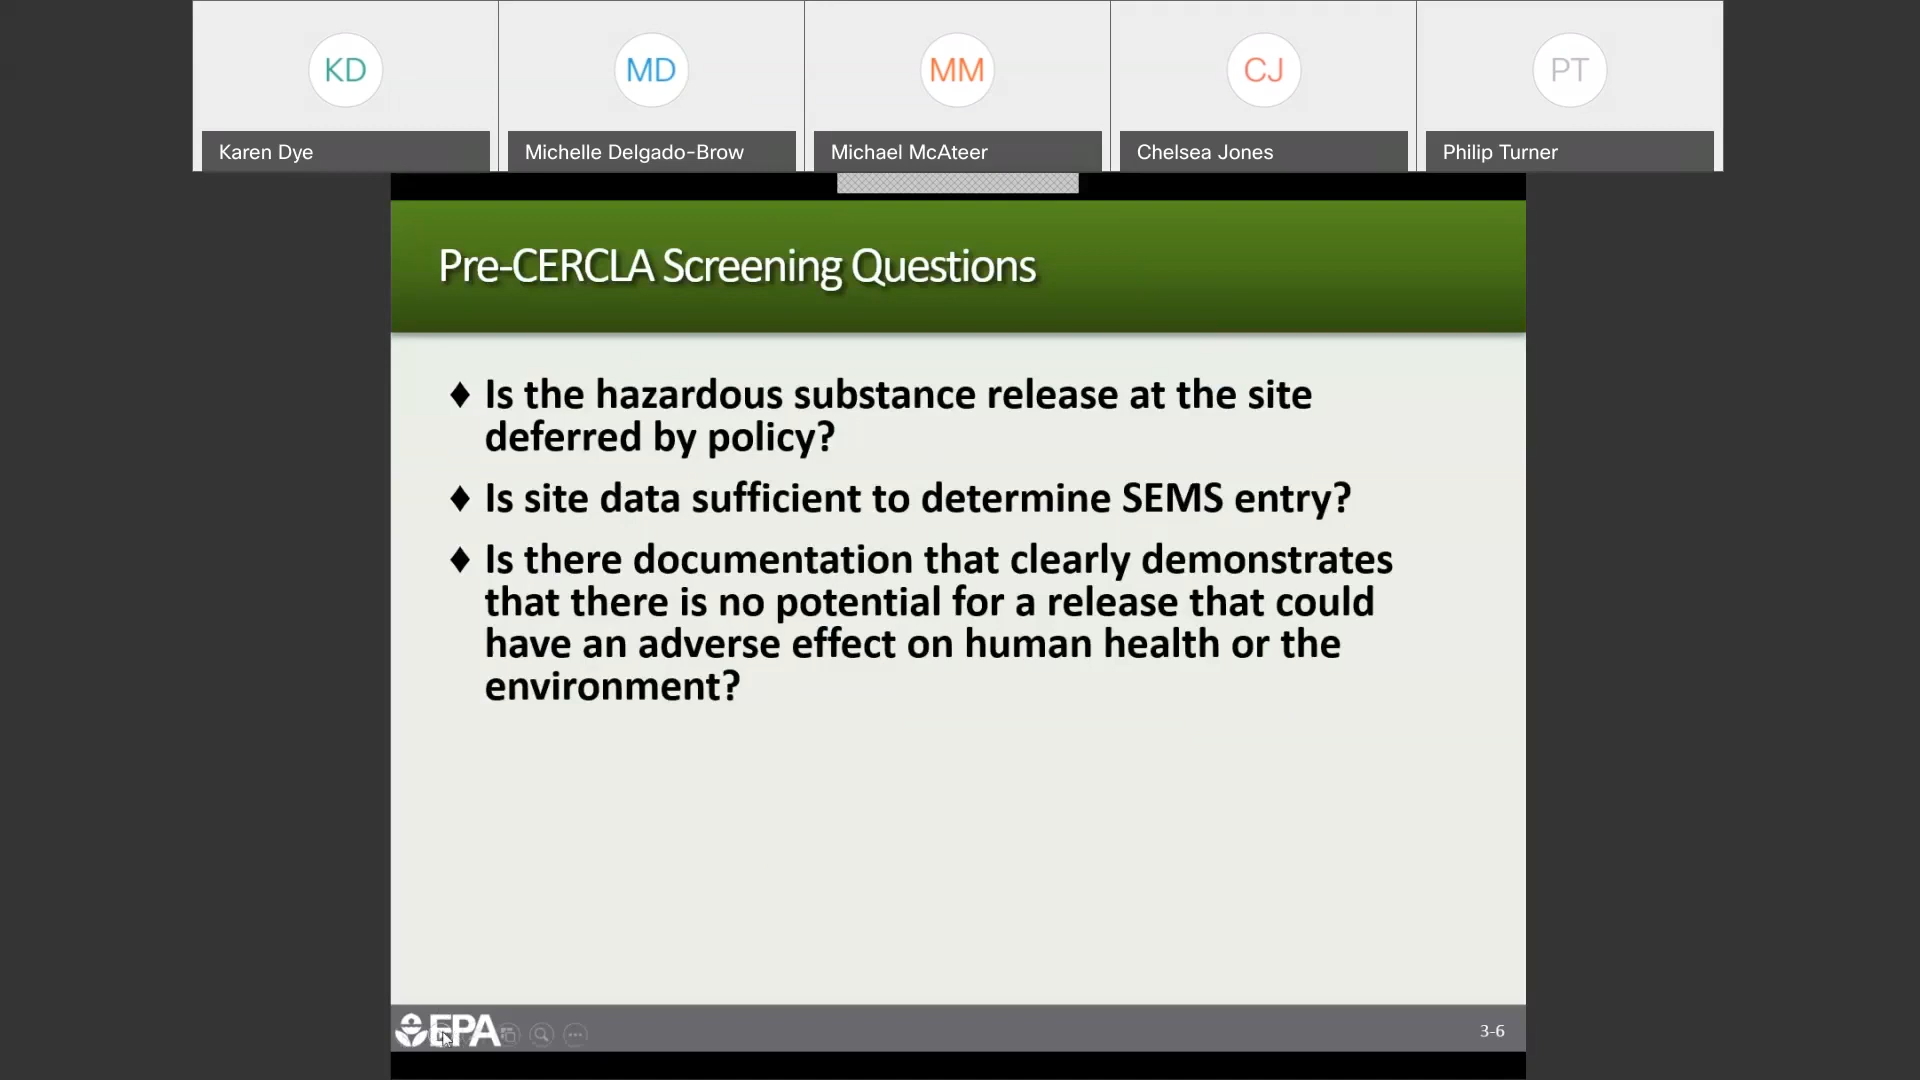 KD
MD
MM
CJ
PT
Karen Dye
Michelle Delgado-Brow
Michael McAteer
Chelsea Jones
Philip Turner
Pre-CERCLA Screening Questions
♦ Is the hazardous substance release at the site
deferred by policy?
♦ Is site data sufficient to determine SEMS entry?
♦ Is there documentation that clearly demonstrates
that there is no potential for a release that could
have an adverse effect on human health or the
environment?
EPA
3-6